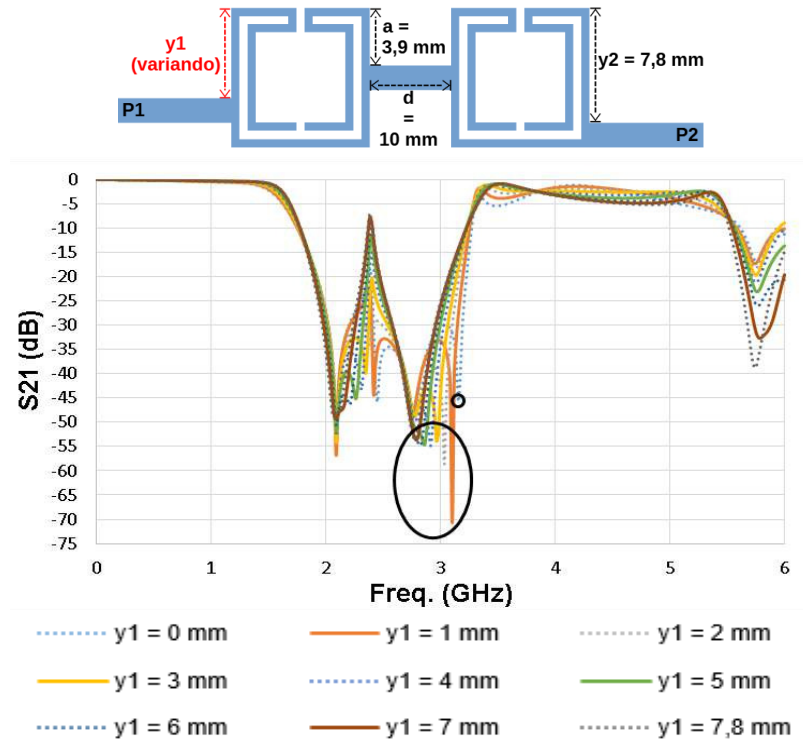 y1
(variando)
a =
3,9 mm
y2 = 7,8 mm
P1
d
=
10 mm
P2
0
-5
-10
-15
-20
-25
-30
-35
-40
-45
-50
-55
-60
-65
-70
-75
S21 (dB)
0 1 2 3 4 5 6
Freq. (GHz)
y1 = 0 mm y1 = 1 mm y1 = 2 mm
y1 = 3 mm y1 = 4 mm y1 = 5 mm
y1 = 6 mm y1 = 7 mm y1 = 7,8 mm